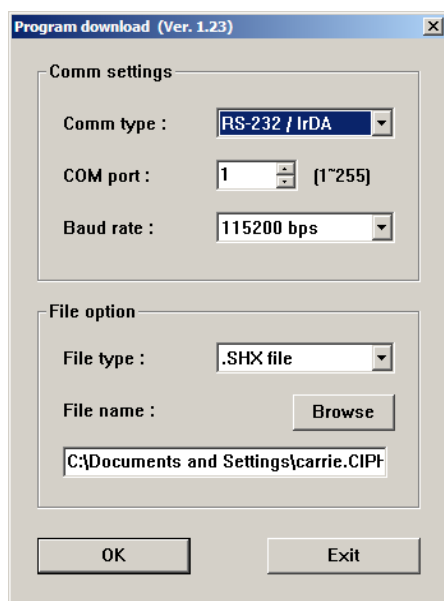 Program download (Ver. 1.23)
Comm settings
Comm type :
RS-232 / IrDA
COM port :
1
(1~255)
Baud rate :
115200 bps
File option
File type :
.SHX file
File name :
Browse
C:\Documents and Settings\carrie.CIPH
OK
Exit